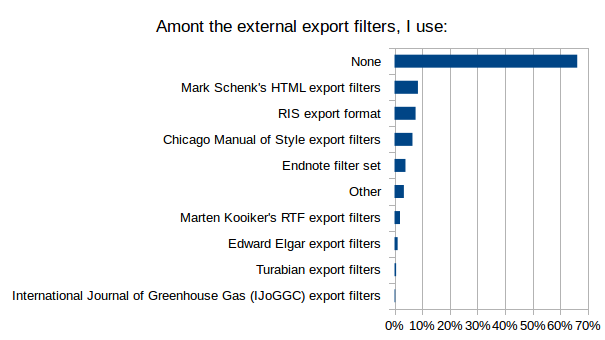 Amont the external export filters, I use:
None
Mark Schenk's HTML export filters
RIS export format
Chicago Manual of Style export filters
Endnote filter set
Other
Marten Kooiker's RTF export filters
Edward Elgar export filters
Turabian export filters
International Journal of Greenhouse Gas (IJoGGC) export filters
0% 10% 20% 30% 40% 50% 60% 70%